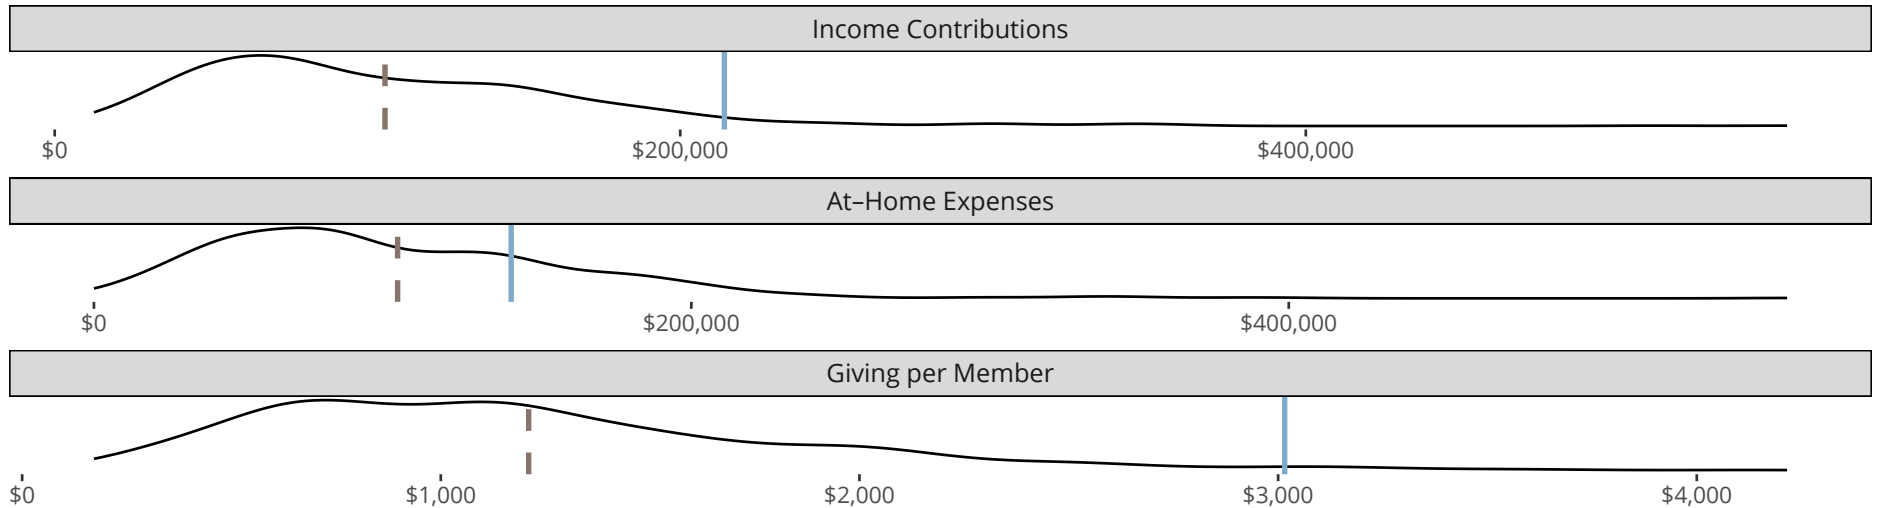 Income Contributions
$0 $200,000 $400,000
At–Home Expenses
$0 $200,000 $400,000
Giving per Member
$0 $1,000 $2,000 $3,000 $4,000